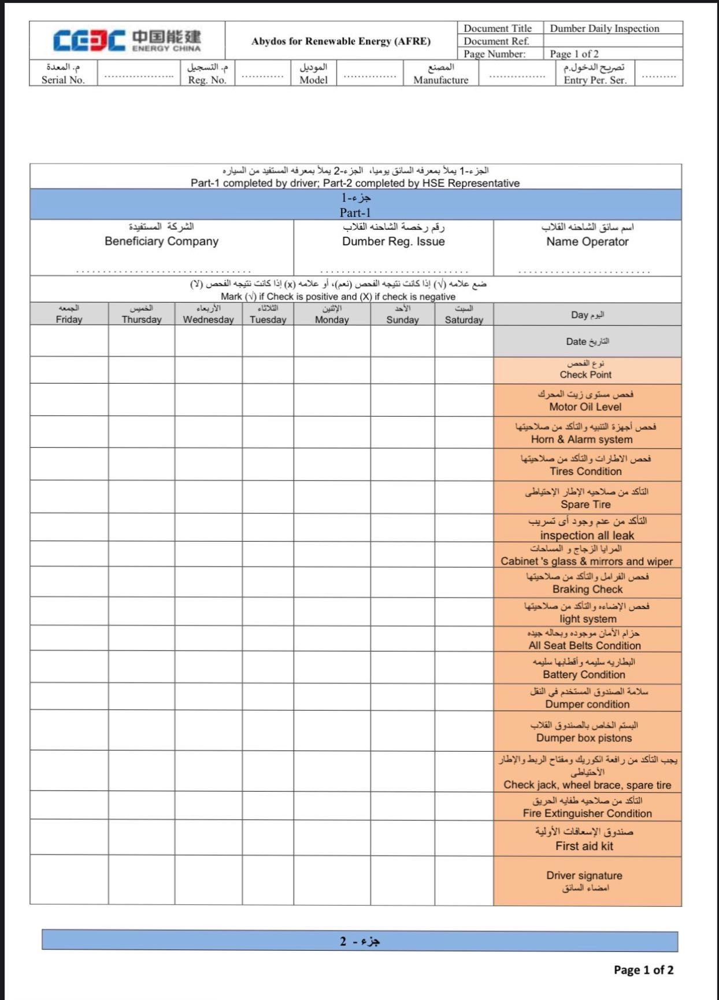 CEEC 中国能建
ENERGY CHINA
Abydos for Renewable Energy (AFRE)
Document Title Dumber Daily Inspection
Document Ref.
Page Number: Page 1 of 2
م. المعدة
Serial No. ....................
م. التسجيل
Reg. No. ............
الموديل
Model ...............
المصنع
Manufacture ................
تصريح الدخول.م
Entry Per. Ser. ..........
الجزء-1 يملأ بمعرفه السائق يوميا، الجزء-2 يملأ بمعرفه المستفيد من السياره
Part-1 completed by driver; Part-2 completed by HSE Representative
جزء-1
Part-1
الشركة المستفيدة
Beneficiary Company
.................................
رقم رخصة الشاحنه القلاب
Dumber Reg. Issue
............................
اسم سائق الشاحنه القلاب
Name Operator
.........................
ضع علامه (√) إذا كانت نتيجه الفحص (نعم)، أو علامه (x) إذا كانت نتيجه الفحص (لا)
Mark (√) if Check is positive and (X) if check is negative
الجمعه
Friday
الخميس
Thursday
الأربعاء
Wednesday
الثلاثاء
Tuesday
الإثنين
Monday
الأحد
Sunday
السبت
Saturday
اليوم Day
التاريخ Date
نوع الفحص
Check Point
فحص مستوى زيت المحرك
Motor Oil Level
فحص أجهزة التنبيه والتأكد من صلاحيتها
Horn & Alarm system
فحص الاطارات والتأكد من صلاحيتها
Tires Condition
التأكد من صلاحيه الإطار الإحتياطى
Spare Tire
التأكد من عدم وجود أى تسريب
inspection all leak
المرايا الزجاج و المساحات
Cabinet 's glass & mirrors and wiper
فحص الفرامل والتأكد من صلاحيتها
Braking Check
فحص الإضاءه والتأكد من صلاحيتها
light system
حزام الأمان موجوده وبحاله جيده
All Seat Belts Condition
البطاريه سليمه وأقطابها سليمه
Battery Condition
سلامة الصندوق المستخدم في النقل
Dumper condition
البستم الخاص بالصندوق القلاب
Dumper box pistons
يجب التأكد من رافعة الكوريك ومفتاح الربط والإطار
الأحتياطى
Check jack, wheel brace, spare tire
التأكد من صلاحيه طفايه الحريق
Fire Extinguisher Condition
صندوق الإسعافات الأولية
First aid kit
Driver signature
امضاء السائق
جزء - 2
Page 1 of 2